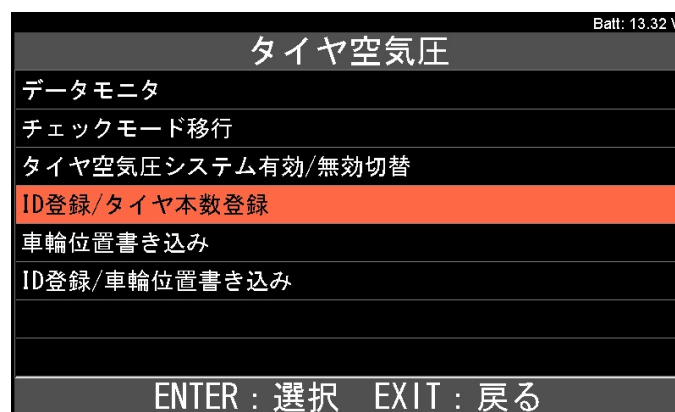 Batt: 13.32 V
タイヤ空気圧
データモニタ
チェックモード移行
タイヤ空気圧システム有効/無効切替
ID登録/タイヤ本数登録
車輪位置書き込み
ID登録/車輪位置書き込み
ENTER：選択　EXIT：戻る